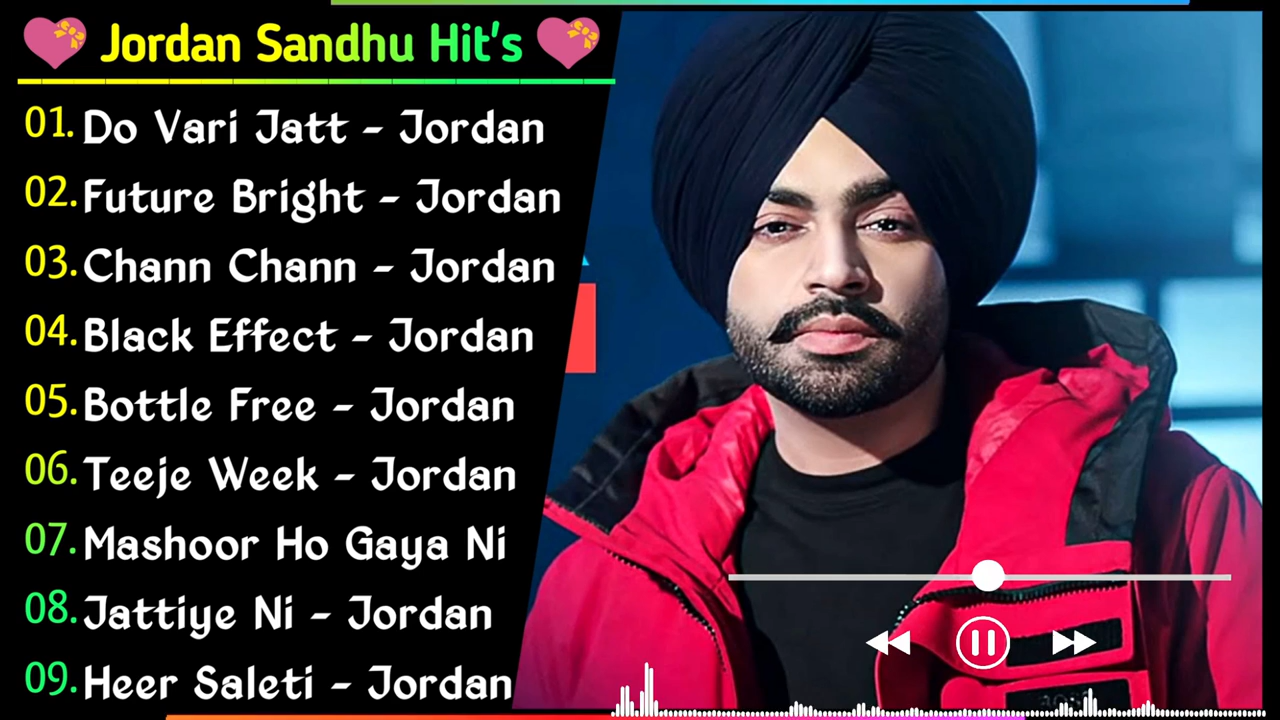 Jordan Sandhu Hit's
01. Do Vari Jatt - Jordan
02. Future Bright - Jordan
03. Chann Chann - Jordan
04. Black Effect - Jordan
05. Bottle Free - Jordan
06. Teeje Week - Jordan
07. Mashoor Ho Gaya Ni
08. Jattiye Ni - Jordan
09. Heer Saleti - Jordan